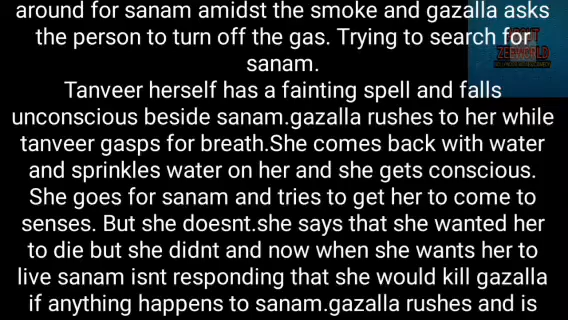 around for sanam amidst the smoke and gazalla asks
the person to turn off the gas. Trying to search for
sanam.
Tanveer herself has a fainting spell and falls
unconscious beside sanam.gazalla rushes to her while
tanveer gasps for breath.She comes back with water
and sprinkles water on her and she gets conscious.
She goes for sanam and tries to get her to come to
senses. But she doesnt.she says that she wanted her
to die but she didnt and now when she wants her to
live sanam isnt responding that she would kill gazalla
if anything happens to sanam.gazalla rushes and is
ZEEWORLD